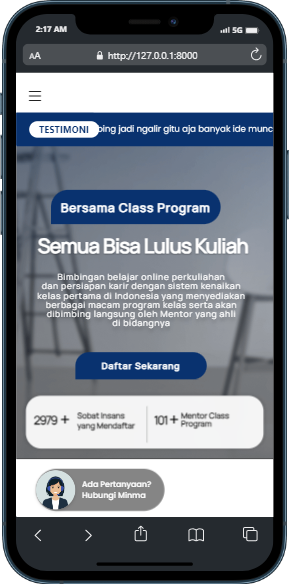 2:17 AM
5G
AA
http://127.0.0.1:8000
TESTIMONI
bing jadi ngalir gitu aja banyak ide munc
Bersama Class Program
Semua Bisa Lulus Kuliah
Bimbingan belajar online perkuliahan
dan persiapan karir dengan sistem kenaikan
kelas pertama di Indonesia yang menyediakan
berbagai macam program kelas serta akan
dibimbing langsung oleh Mentor yang ahli
di bidangnya
Daftar Sekarang
2979 +
Sobat Insans
yang Mendaftar
101 +
Mentor Class
Program
Ada Pertanyaan?
Hubungi Minma